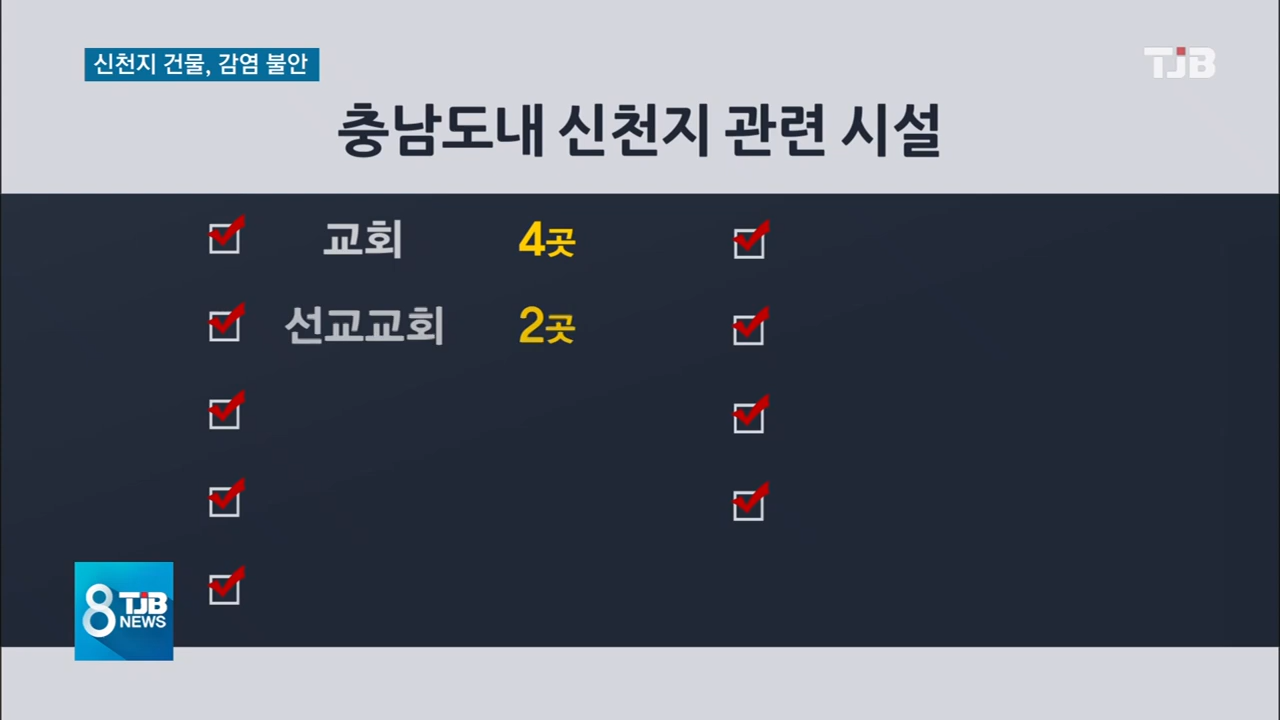 신천지 건물, 감염 불안
TJB
충남도내 신천지 관련 시설
교회 4곳
선교교회 2곳
8 TJB NEWS